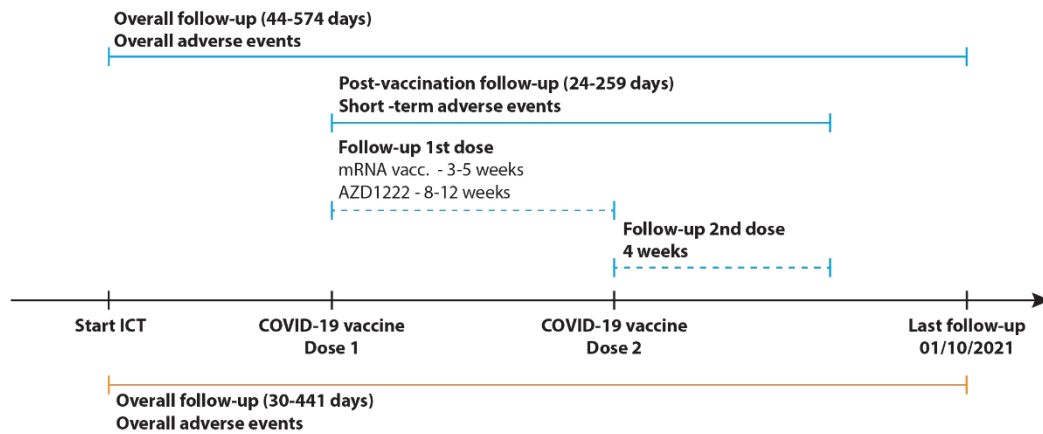 Overall follow-up (44-574 days)
Overall adverse events
Post-vaccination follow-up (24-259 days)
Short -term adverse events
Follow-up 1st dose
mRNA vacc. - 3-5 weeks
AZD1222 - 8-12 weeks
Follow-up 2nd dose
4 weeks
Start ICT
COVID-19 vaccine
Dose 1
COVID-19 vaccine
Dose 2
Last follow-up
01/10/2021
Overall follow-up (30-441 days)
Overall adverse events